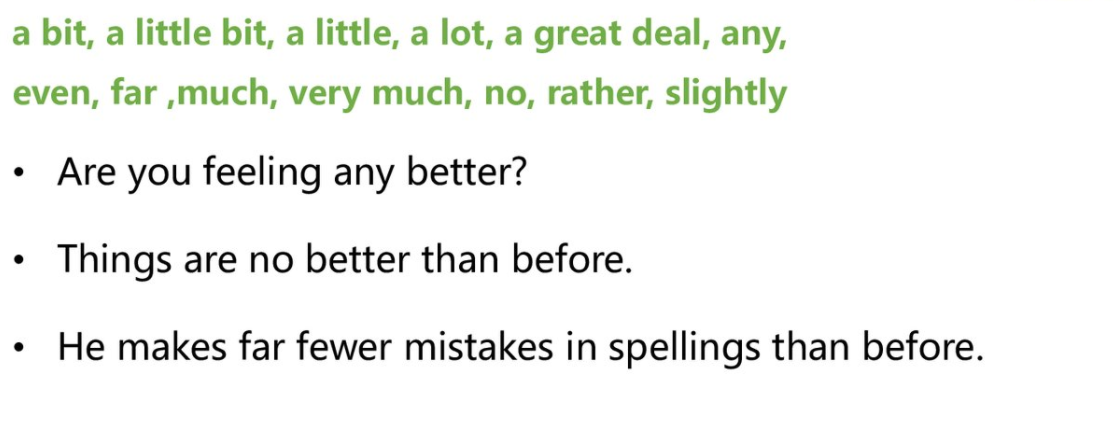 a bit, a little bit, a little, a lot, a great deal, any,
even, far ,much, very much, no, rather, slightly
• Are you feeling any better?
• Things are no better than before.
• He makes far fewer mistakes in spellings than before.